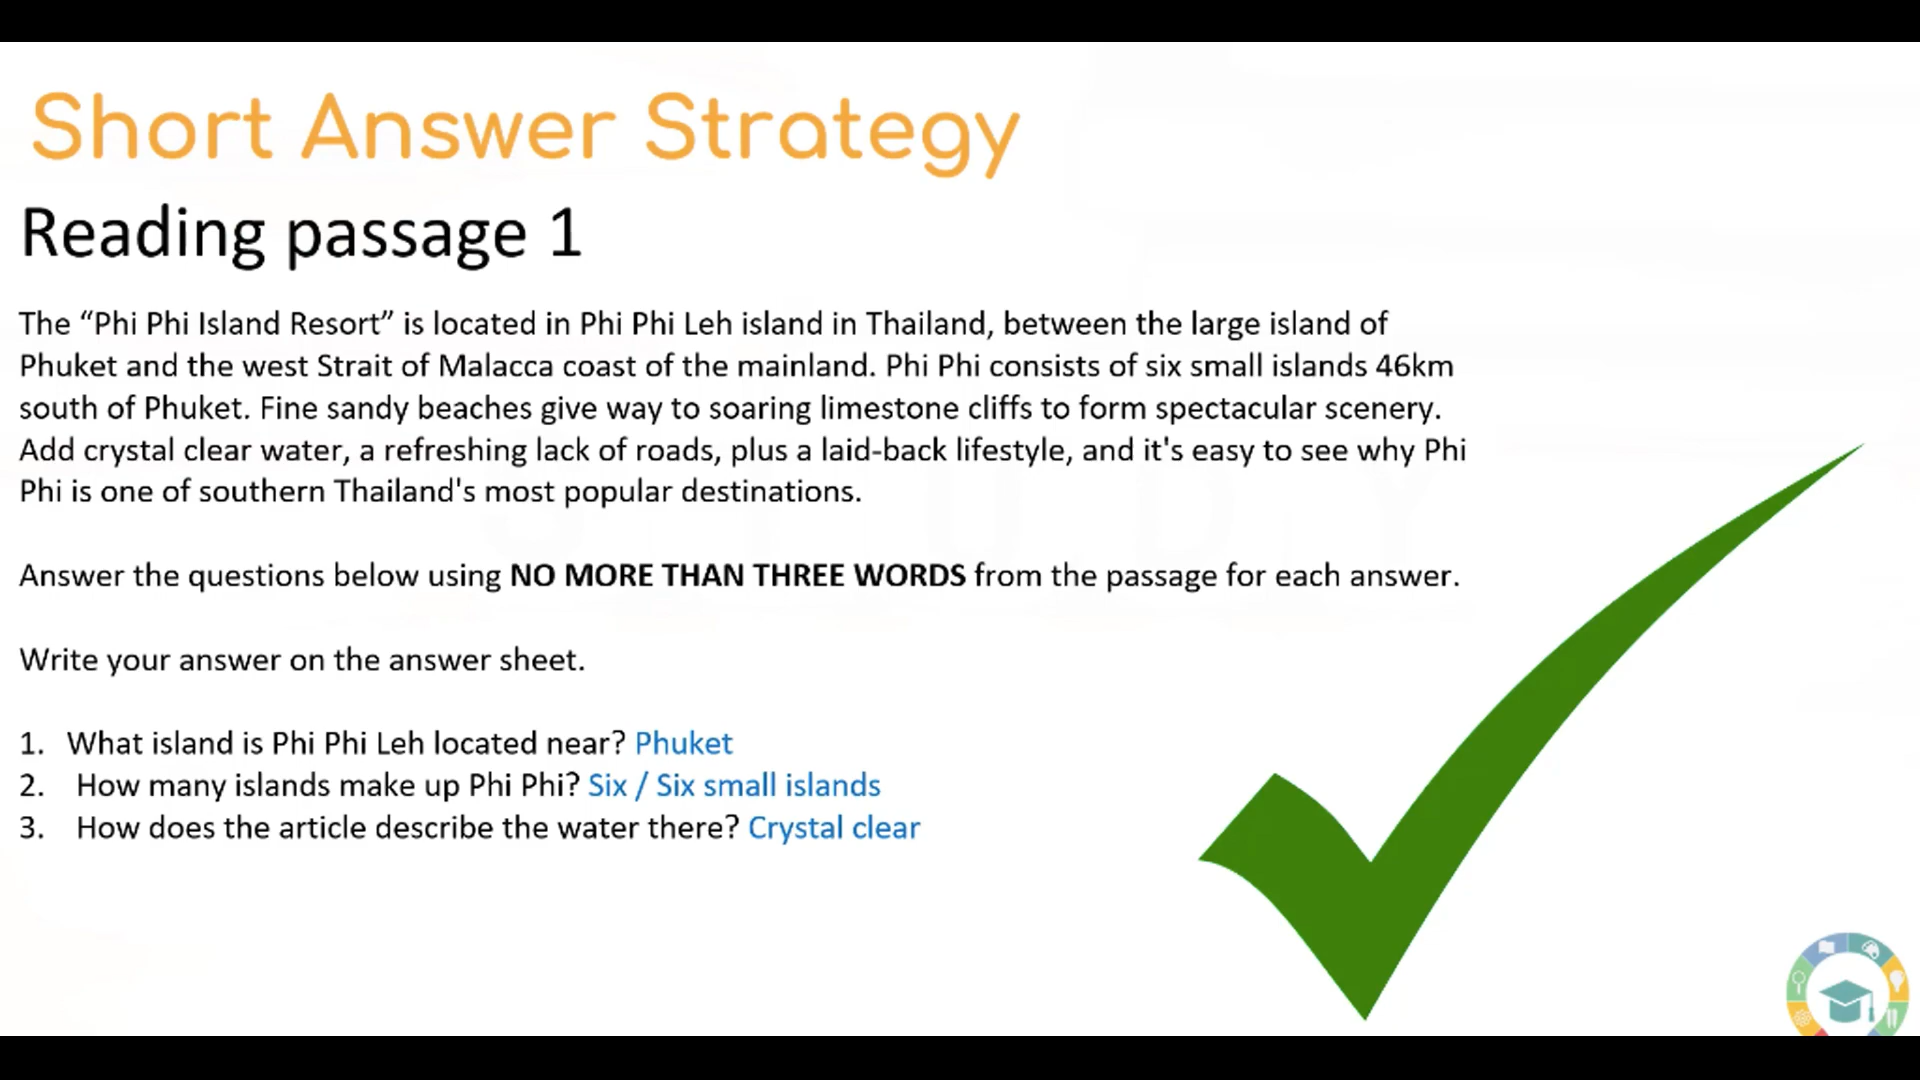 Short Answer Strategy
Reading passage 1
The “Phi Phi Island Resort” is located in Phi Phi Leh island in Thailand, between the large island of
Phuket and the west Strait of Malacca coast of the mainland. Phi Phi consists of six small islands 46km
south of Phuket. Fine sandy beaches give way to soaring limestone cliffs to form spectacular scenery.
Add crystal clear water, a refreshing lack of roads, plus a laid-back lifestyle, and it's easy to see why Phi
Phi is one of southern Thailand's most popular destinations.
Answer the questions below using NO MORE THAN THREE WORDS from the passage for each answer.
Write your answer on the answer sheet.
1. What island is Phi Phi Leh located near? Phuket
2. How many islands make up Phi Phi? Six / Six small islands
3. How does the article describe the water there? Crystal clear